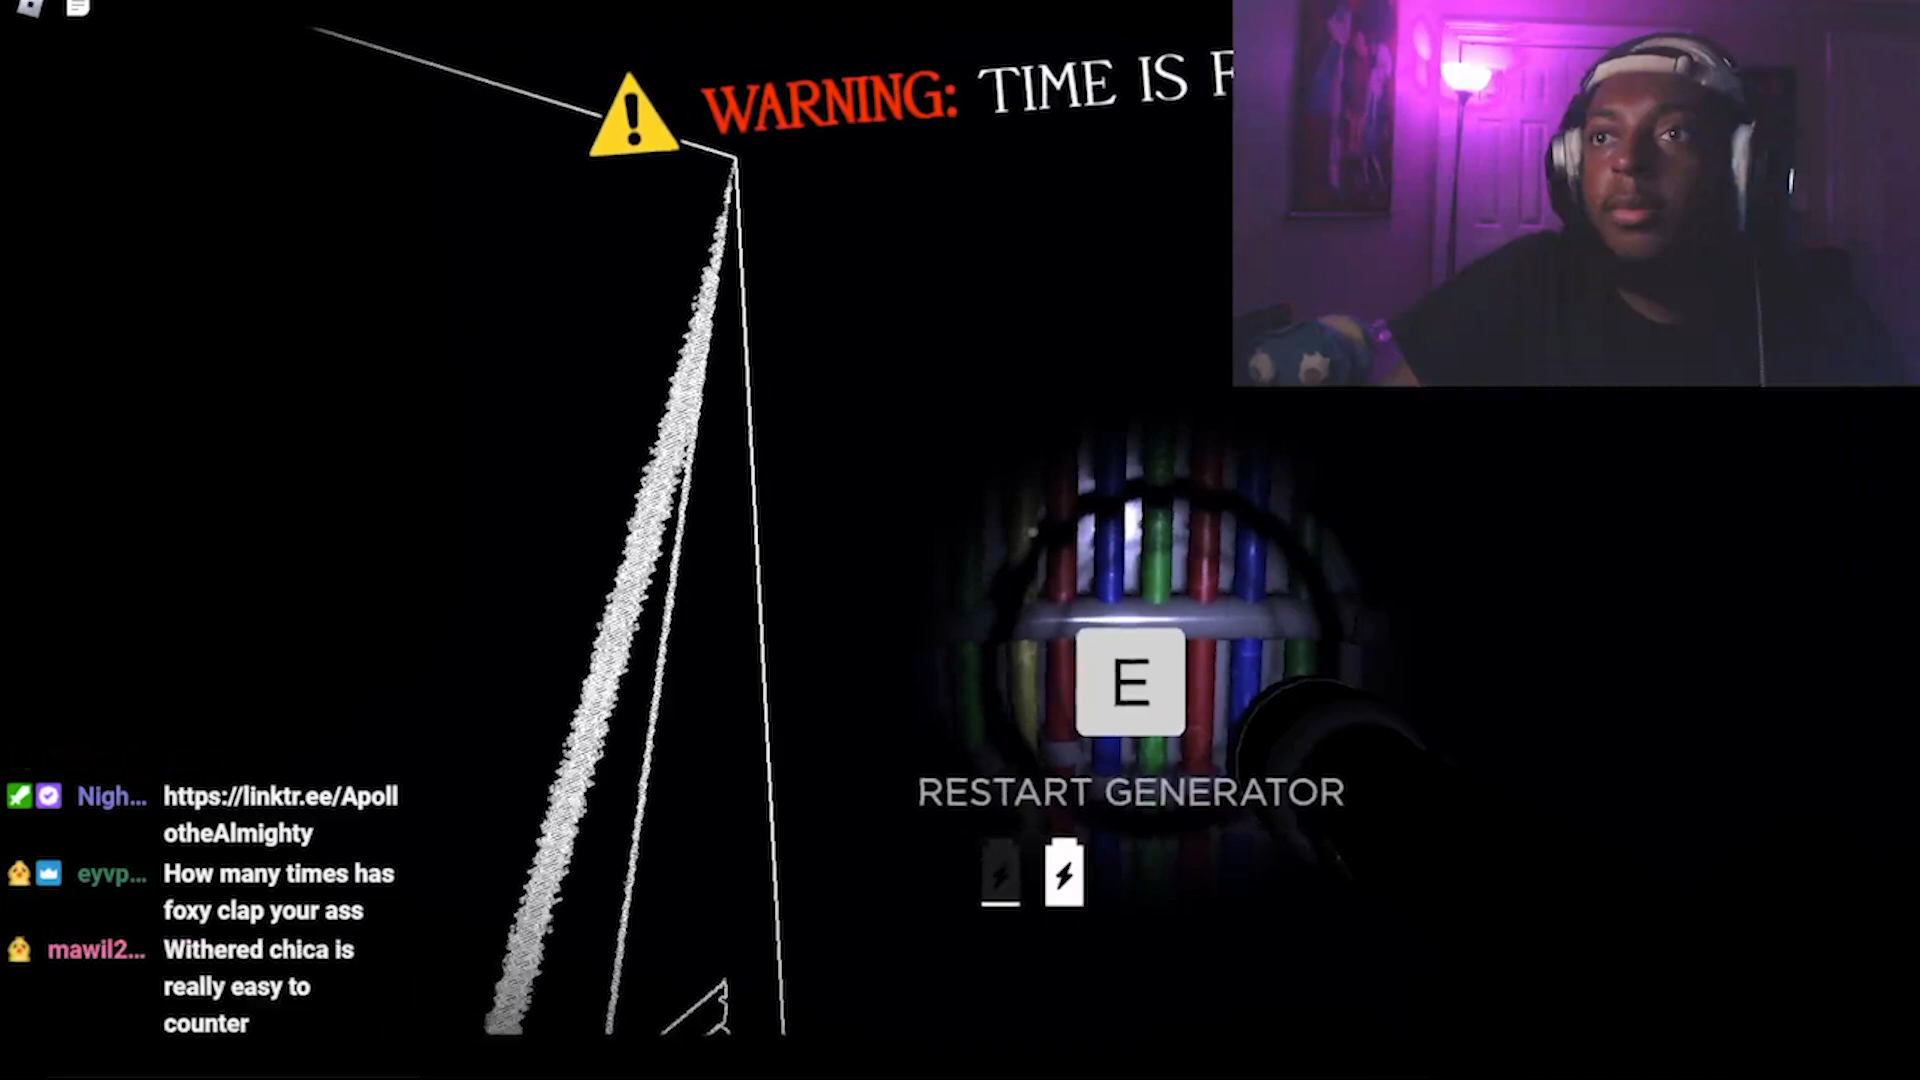 WARNING: TIME IS
E
RESTART GENERATOR
Nigh... https://linktr.ee/Apoll
otheAlmighty
eyvp... How many times has
foxy clap your ass
mawil2... Withered chica is
really easy to
counter